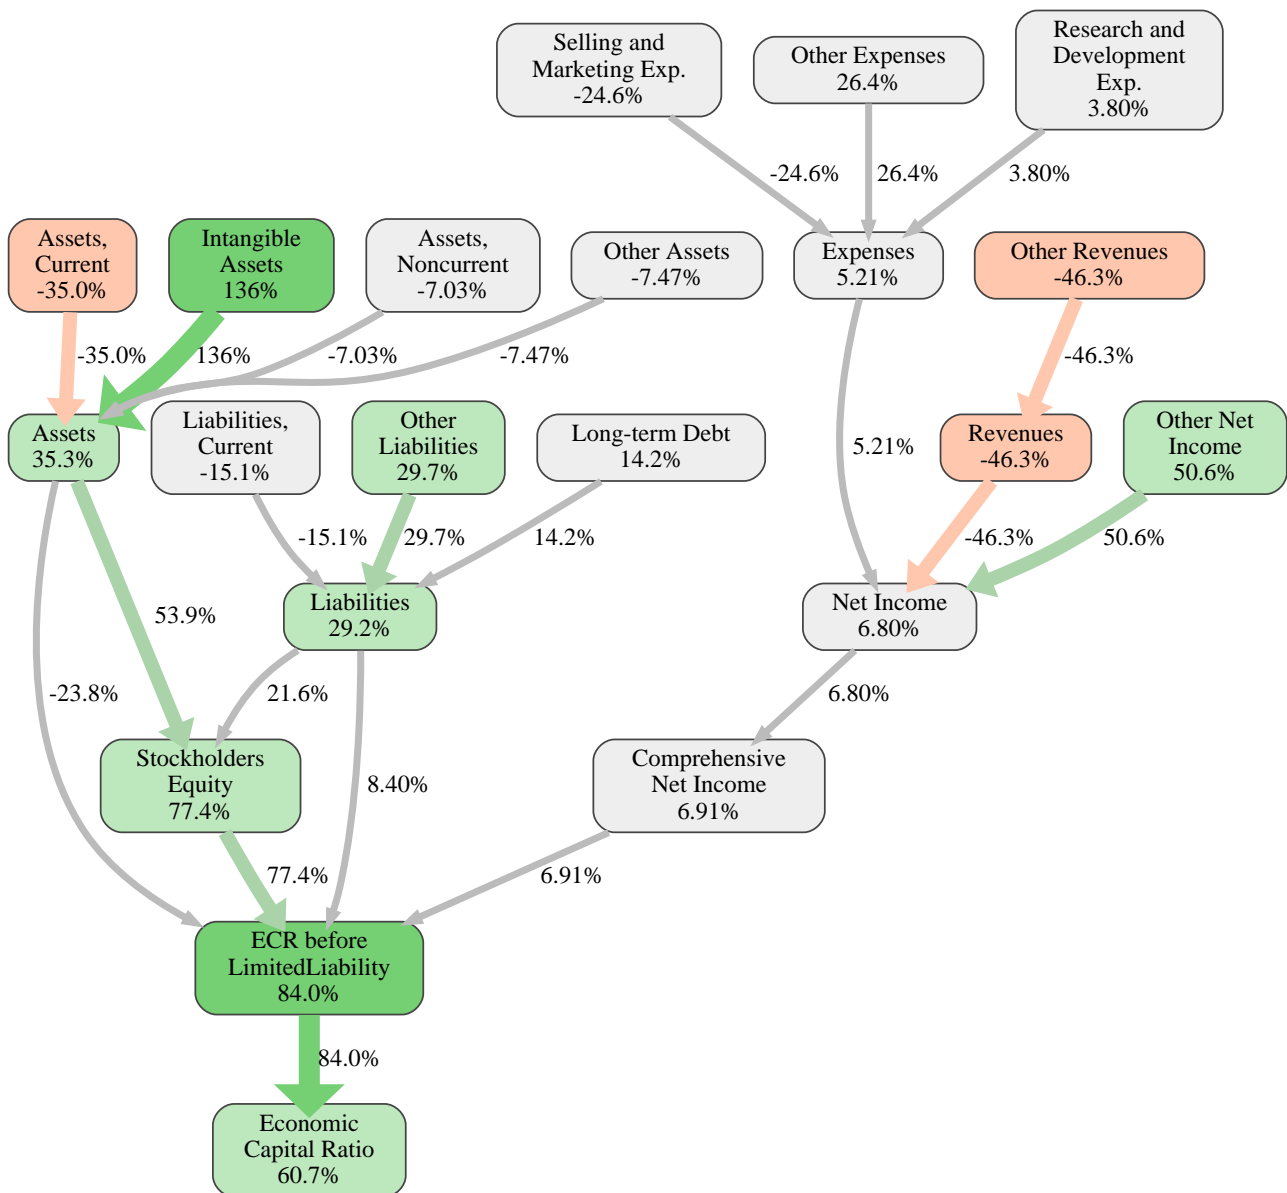 Selling and
Marketing Exp.
-24.6%
Other Expenses
26.4%
Research and
Development
Exp.
3.80%
-24.6%
26.4%
3.80%
Assets,
Current
-35.0%
Intangible
Assets
136%
Assets,
Noncurrent
-7.03%
Other Assets
-7.47%
Expenses
5.21%
Other Revenues
-46.3%
-35.0%
136%
-7.03%
-7.47%
-46.3%
Assets
35.3%
Liabilities,
Current
-15.1%
Other
Liabilities
29.7%
Long-term Debt
14.2%
5.21%
Revenues
-46.3%
Other Net
Income
50.6%
-15.1%
29.7%
14.2%
-46.3%
50.6%
53.9%
Liabilities
29.2%
Net Income
6.80%
-23.8%
21.6%
6.80%
Stockholders
Equity
77.4%
8.40%
Comprehensive
Net Income
6.91%
77.4%
6.91%
ECR before
LimitedLiability
84.0%
84.0%
Economic
Capital Ratio
60.7%